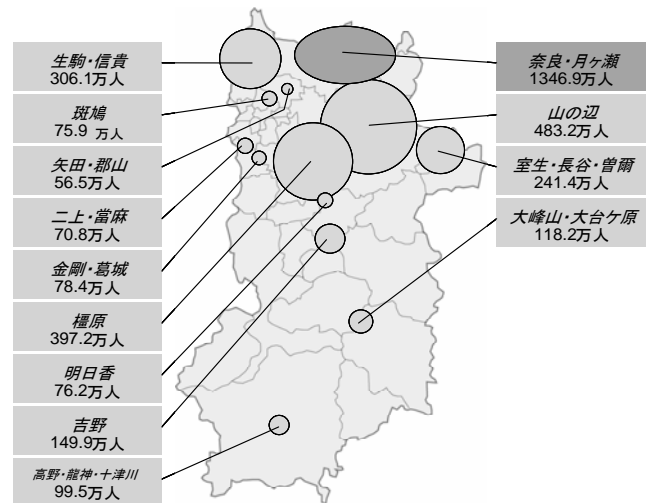 生駒・信貴
306.1万人
斑鳩
75.9 万人
矢田・郡山
56.5万人
二上・當麻
70.8万人
金剛・葛城
78.4万人
橿原
397.2万人
明日香
76.2万人
吉野
149.9万人
高野・龍神・十津川
99.5万人
奈良・月ヶ瀬
1346.9万人
山の辺
483.2万人
室生・長谷・曽爾
241.4万人
大峰山・大台ケ原
118.2万人